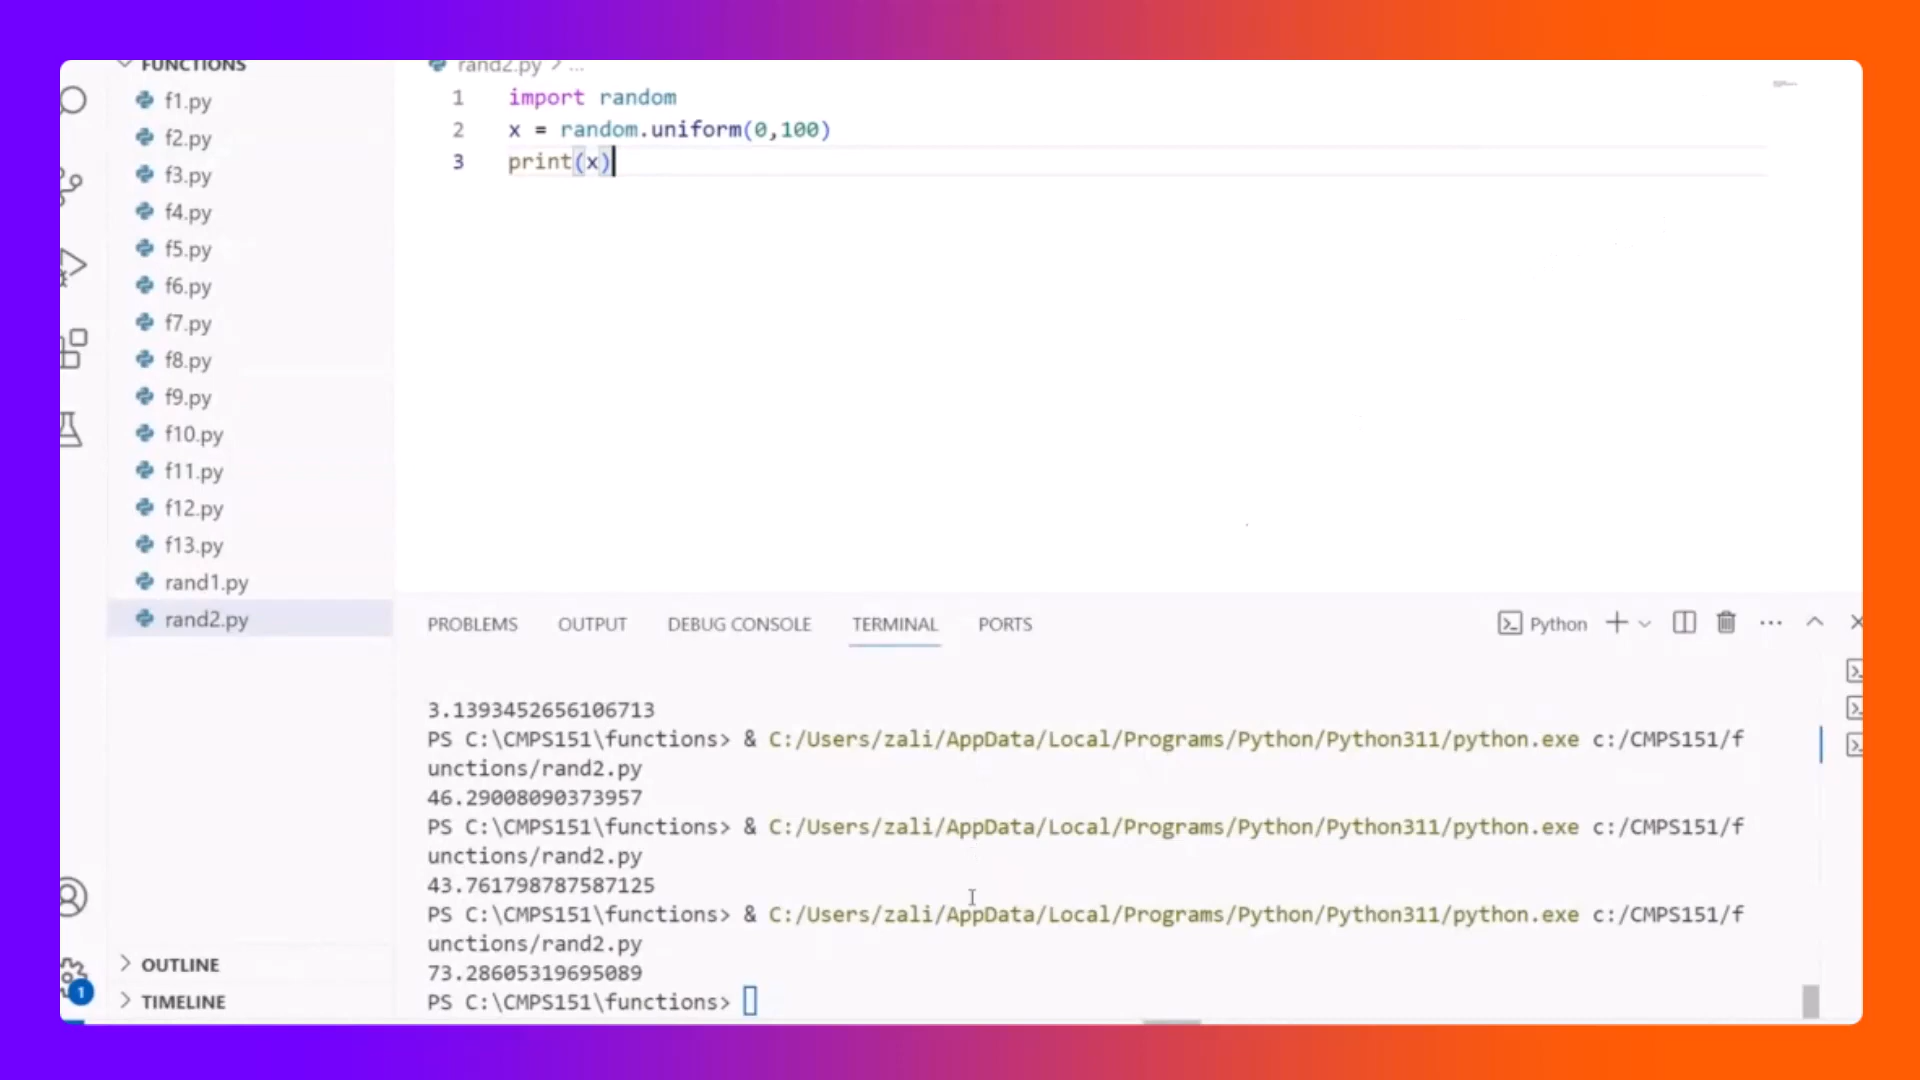 FUNCTIONS
f1.py
f2.py
f3.py
f4.py
f5.py
f6.py
f7.py
f8.py
f9.py
f10.py
f11.py
f12.py
f13.py
rand1.py
rand2.py
OUTLINE
TIMELINE
1
rand2.py > ...
1 import random
2 x = random.uniform(0,100)
3 print(x)
PROBLEMS OUTPUT DEBUG CONSOLE TERMINAL PORTS
Python
3.1393452656106713
PS C:\CMPS151\functions> & C:/Users/zali/AppData/Local/Programs/Python/Python311/python.exe c:/CMPS151/f
unctions/rand2.py
46.29008090373957
PS C:\CMPS151\functions> & C:/Users/zali/AppData/Local/Programs/Python/Python311/python.exe c:/CMPS151/f
unctions/rand2.py
43.761798787587125
PS C:\CMPS151\functions> & C:/Users/zali/AppData/Local/Programs/Python/Python311/python.exe c:/CMPS151/f
unctions/rand2.py
73.28605319695089
PS C:\CMPS151\functions>